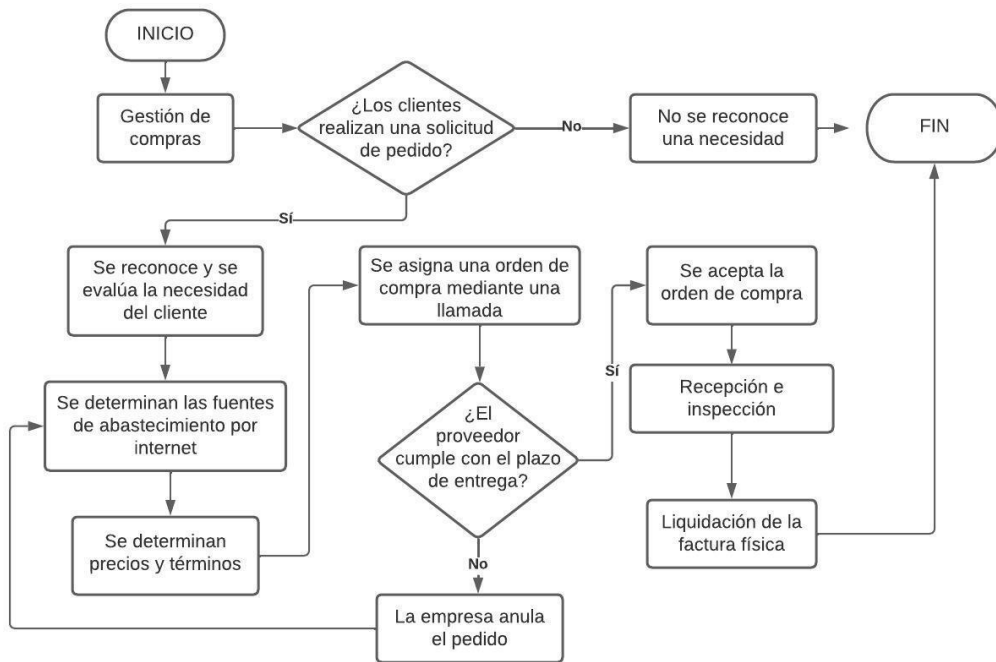 INICIO
Gestión de
compras
¿Los clientes
realizan una solicitud
de pedido?
No
No se reconoce
una necesidad
FIN
Sí
Se reconoce y se
evalúa la necesidad
del cliente
Se determinan las fuentes
de abastecimiento por
internet
Se determinan
precios y términos
Se asigna una orden de
compra mediante una
llamada
¿El
proveedor
cumple con el plazo
de entrega?
No
La empresa anula
el pedido
Sí
Se acepta la
orden de compra
Recepción e
inspección
Liquidación de la
factura física